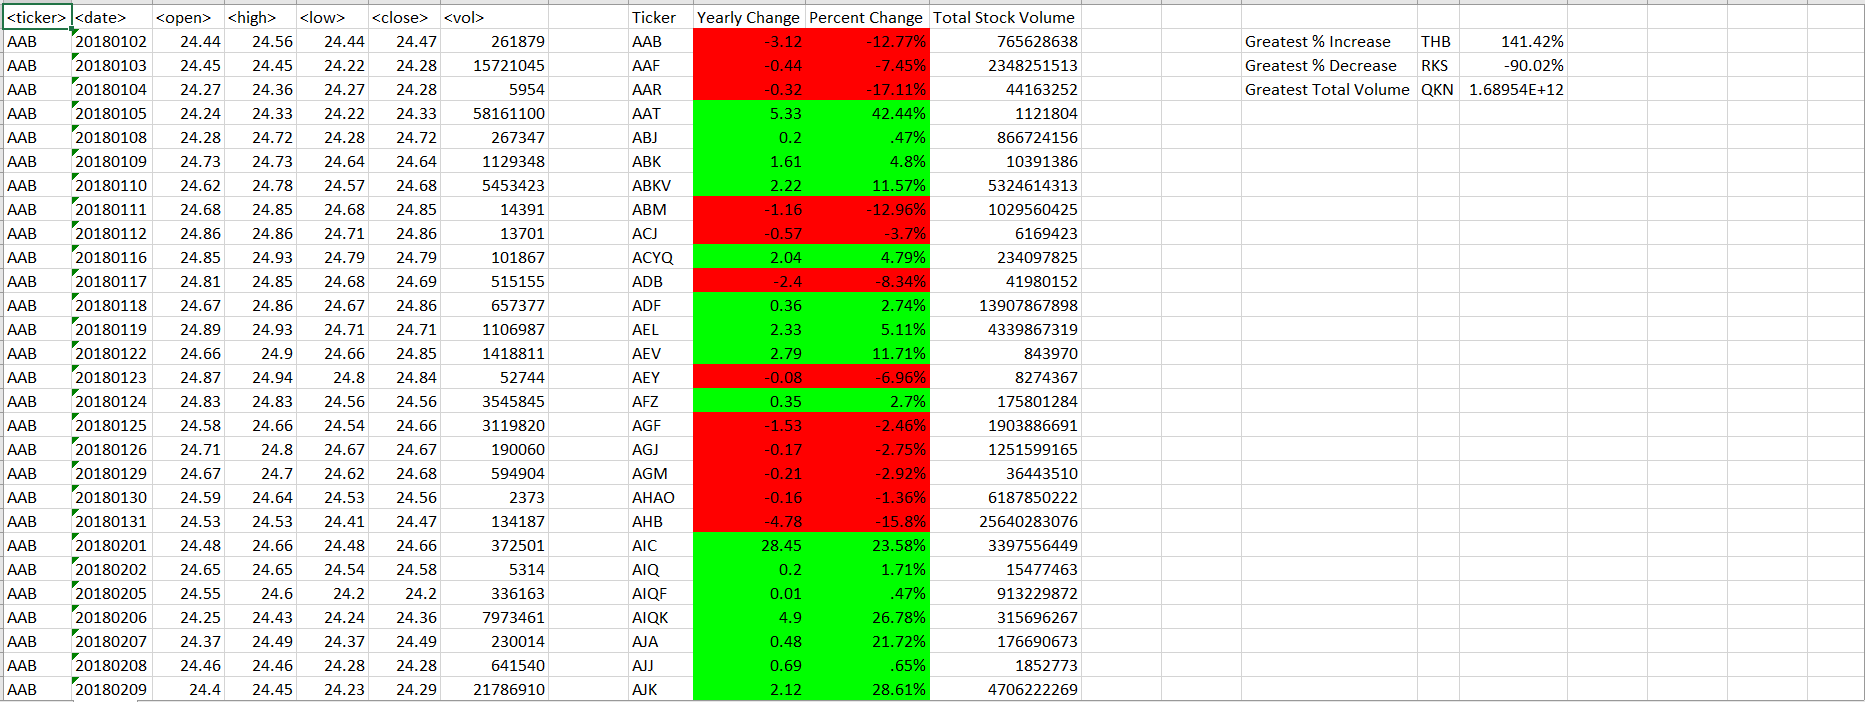 <ticker> <date> <open> <high> <low> <close> <vol> Ticker Yearly Change Percent Change Total Stock Volume
AAB 20180102 24.44 24.56 24.44 24.47 261879 AAB -3.12 -12.77% 765628638 Greatest % Increase THB 141.42%
AAB 20180103 24.45 24.45 24.22 24.28 15721045 AAF -0.44 -7.45% 2348251513 Greatest % Decrease RKS -90.02%
AAB 20180104 24.27 24.36 24.27 24.28 5954 AAR -0.32 -17.11% 44163252 Greatest Total Volume QKN 1.68954E+12
AAB 20180105 24.24 24.33 24.22 24.33 58161100 AAT 5.33 42.44% 1121804
AAB 20180108 24.28 24.72 24.28 24.72 267347 ABJ 0.2 .47% 866724156
AAB 20180109 24.73 24.73 24.64 24.64 1129348 ABK 1.61 4.8% 10391386
AAB 20180110 24.62 24.78 24.57 24.68 5453423 ABKV 2.22 11.57% 5324614313
AAB 20180111 24.68 24.85 24.68 24.85 14391 ABM -1.16 -12.96% 1029560425
AAB 20180112 24.86 24.86 24.71 24.86 13701 ACJ -0.57 -3.7% 6169423
AAB 20180116 24.85 24.93 24.79 24.79 101867 ACYQ 2.04 4.79% 234097825
AAB 20180117 24.81 24.85 24.68 24.69 515155 ADB -2.4 -8.34% 41980152
AAB 20180118 24.67 24.86 24.67 24.86 657377 ADF 0.36 2.74% 13907867898
AAB 20180119 24.89 24.93 24.71 24.71 1106987 AEL 2.33 5.11% 4339867319
AAB 20180122 24.66 24.9 24.66 24.85 1418811 AEV 2.79 11.71% 843970
AAB 20180123 24.87 24.94 24.8 24.84 52744 AEY -0.08 -6.96% 8274367
AAB 20180124 24.83 24.83 24.56 24.56 3545845 AFZ 0.35 2.7% 175801284
AAB 20180125 24.58 24.66 24.54 24.66 3119820 AGF -1.53 -2.46% 1903886691
AAB 20180126 24.71 24.8 24.67 24.67 190060 AGJ -0.17 -2.75% 1251599165
AAB 20180129 24.67 24.7 24.62 24.68 594904 AGM -0.21 -2.92% 36443510
AAB 20180130 24.59 24.64 24.53 24.56 2373 AHAO -0.16 -1.36% 6187850222
AAB 20180131 24.53 24.53 24.41 24.47 134187 AHB -4.78 -15.8% 25640283076
AAB 20180201 24.48 24.66 24.48 24.66 372501 AIC 28.45 23.58% 3397556449
AAB 20180202 24.65 24.65 24.54 24.58 5314 AIQ 0.2 1.71% 15477463
AAB 20180205 24.55 24.6 24.2 24.2 336163 AIQF 0.01 .47% 913229872
AAB 20180206 24.25 24.43 24.24 24.36 7973461 AIQK 4.9 26.78% 315696267
AAB 20180207 24.37 24.49 24.37 24.49 230014 AJA 0.48 21.72% 176690673
AAB 20180208 24.46 24.46 24.28 24.28 641540 AJJ 0.69 .65% 1852773
AAB 20180209 24.4 24.45 24.23 24.29 21786910 AJK 2.12 28.61% 4706222269